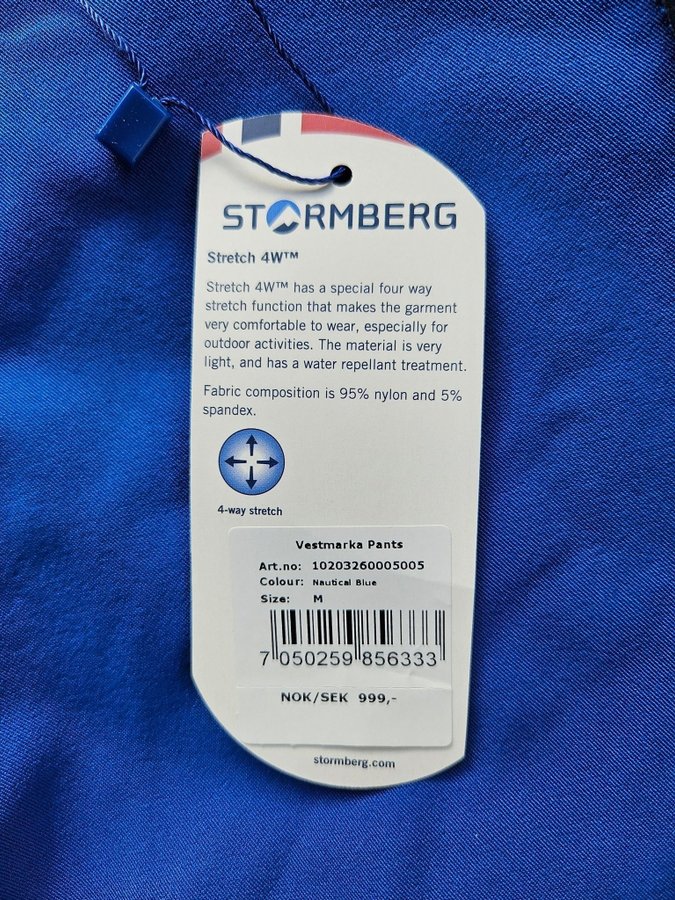 STORMBERG
Stretch 4W™
Stretch 4W™ has a special four way
stretch function that makes the garment
very comfortable to wear, especially for
outdoor activities. The material is very
light, and has a water repellant treatment.
Fabric composition is 95% nylon and 5%
spandex.
4-way stretch
Vestmarka Pants
Art.no: 10203260005005
Colour: Nautical Blue
Size: M
7 050259 856333
NOK/SEK 999,-
stormberg.com